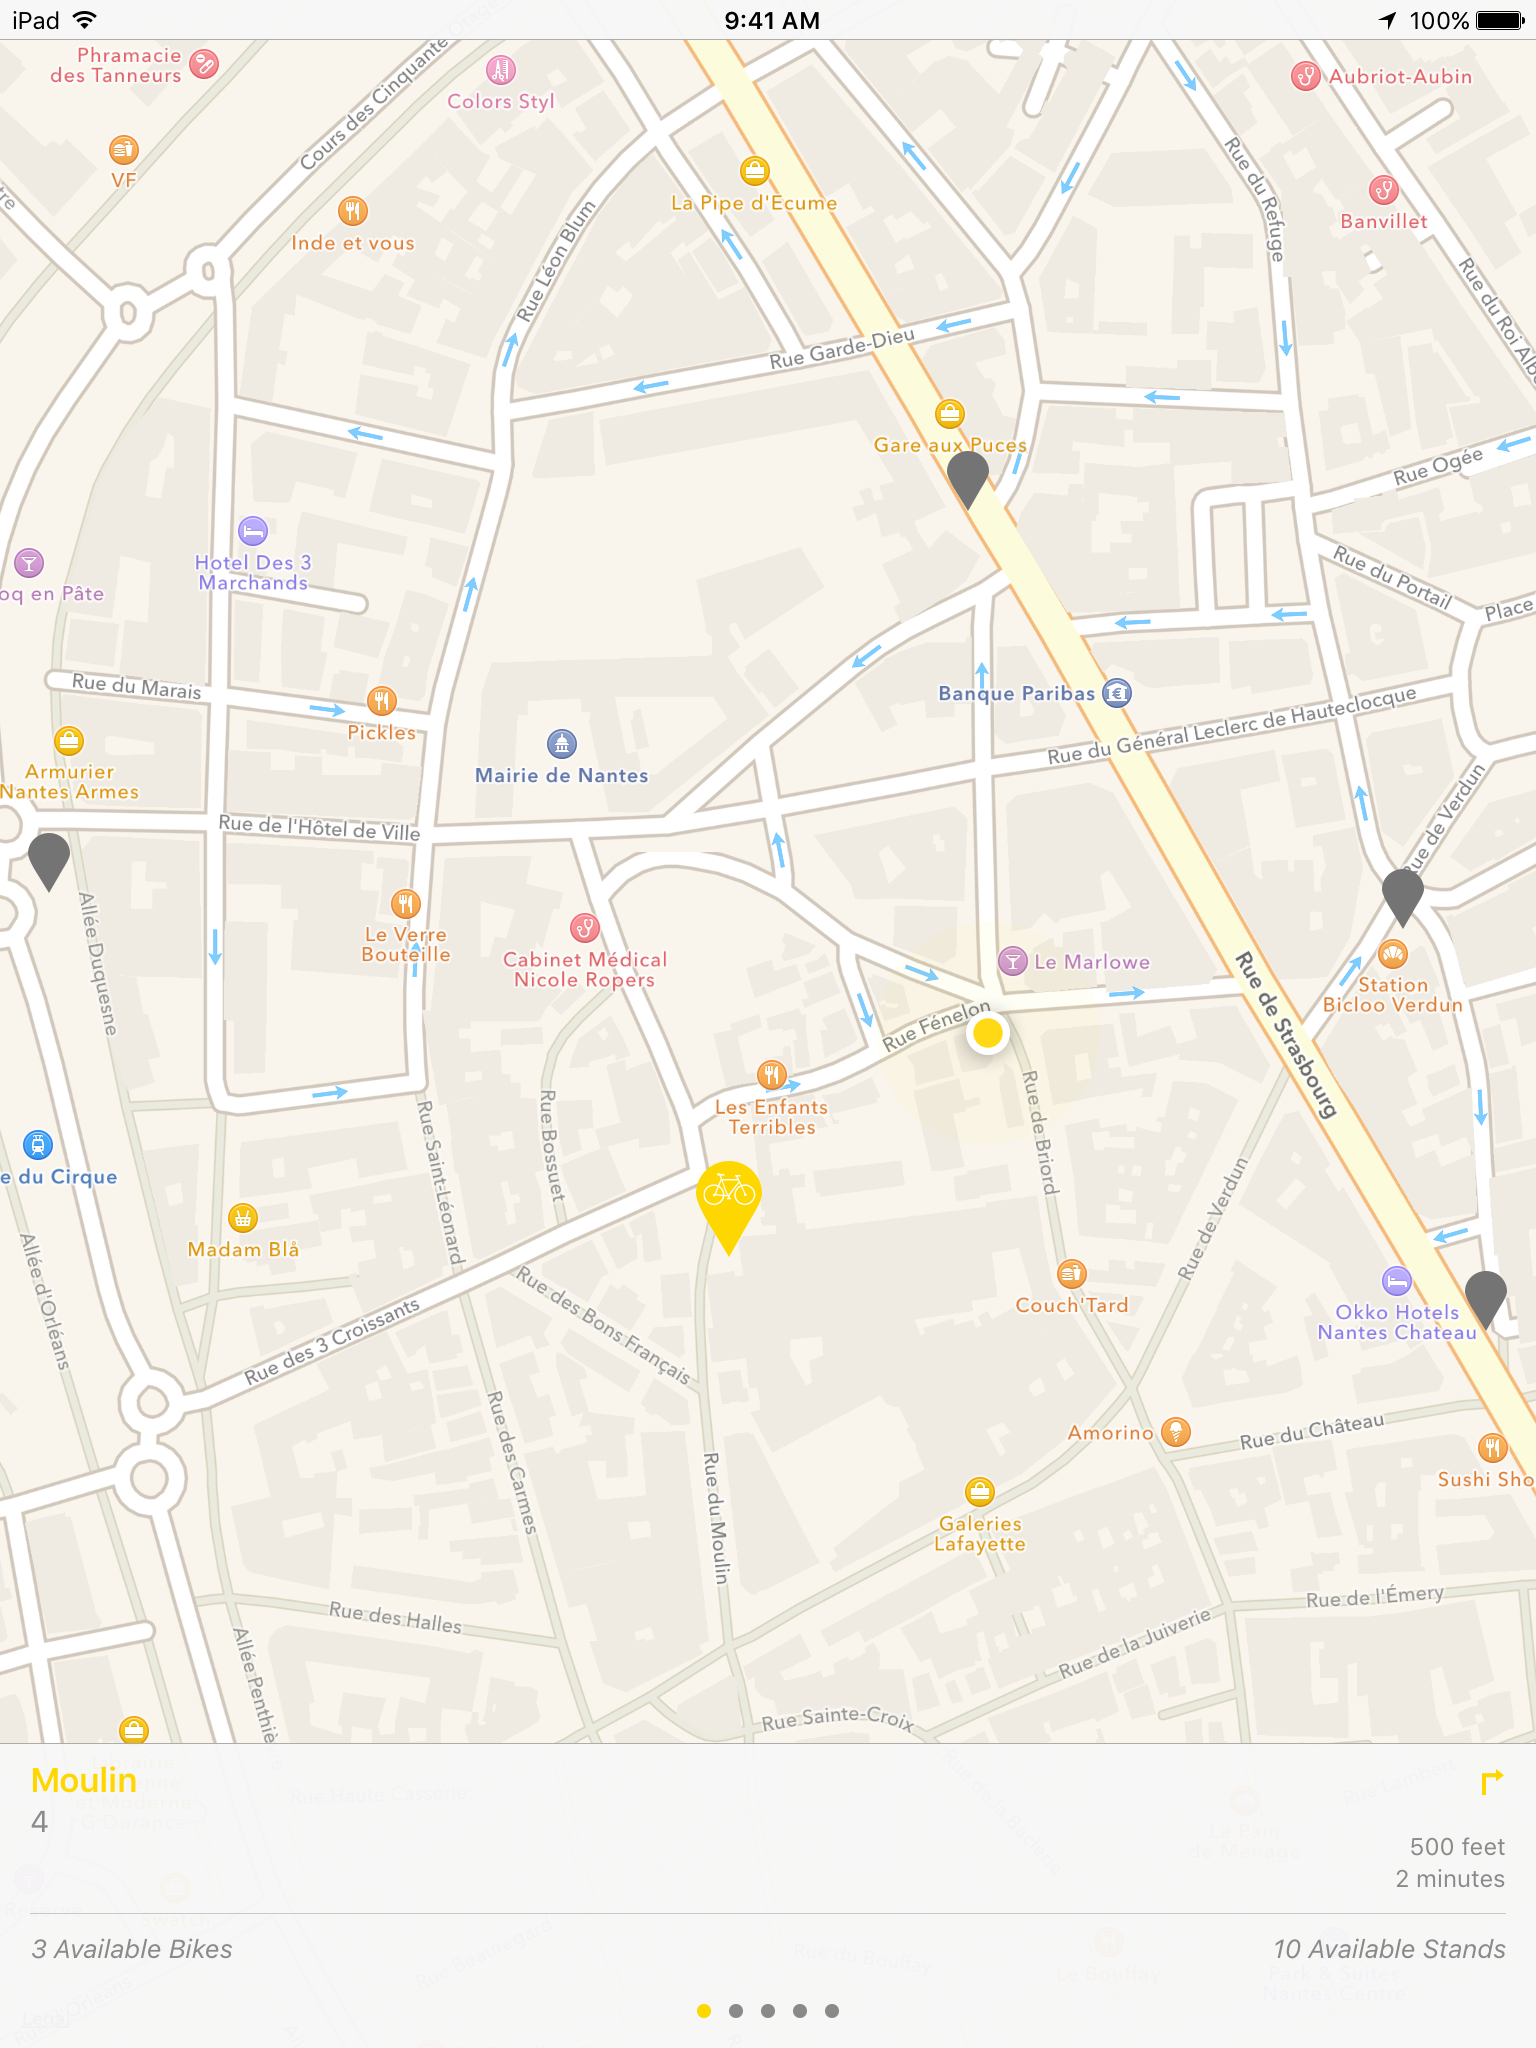 iPad
9:41 AM
100%
Phramacie
des Tanneurs
Cours des Cinquante
Colors Styl
Aubriot-Aubin
VF
Rue du Refuge
La Pipe d'Ecume
Banvillet
Inde et vous
Rue Léon Blum
Rue du Roi Albe
Rue Garde-Dieu
Gare aux Puces
Rue Ogée
Hotel Des 3
Marchands
oq en Pâte
Rue du Portail
Place
Rue du Marais
Banque Paribas
Pickles
Rue du Général Leclerc de Hauteclocque
Mairie de Nantes
Armurier
Nantes Armes
Rue de l'Hôtel de Ville
Rue de Verdun
Allée Duquesne
Le Verre
Bouteille
Cabinet Médical
Nicole Ropers
Le Marlowe
Station
Bicloo Verdun
Rue Fénelon
Rue de Strasbourg
Les Enfants
Terribles
Rue de Briord
Rue Bossuet
Rue Saint-Léonard
e du Cirque
Rue de Verdun
Madam Blå
Allée d'Orléans
Couch'Tard
Okko Hotels
Nantes Chateau
Rue des 3 Croissants
Rue des Bons Français
Rue des Carmes
Amorino
Rue du Château
Sushi Sho
Rue du Moulin
Galeries
Lafayette
Rue des Halles
Rue de l'Émery
Rue de la Juiverie
Allée Penthiè
Rue Sainte-Croix
Moulin
4
500 feet
2 minutes
3 Available Bikes
10 Available Stands
Legal